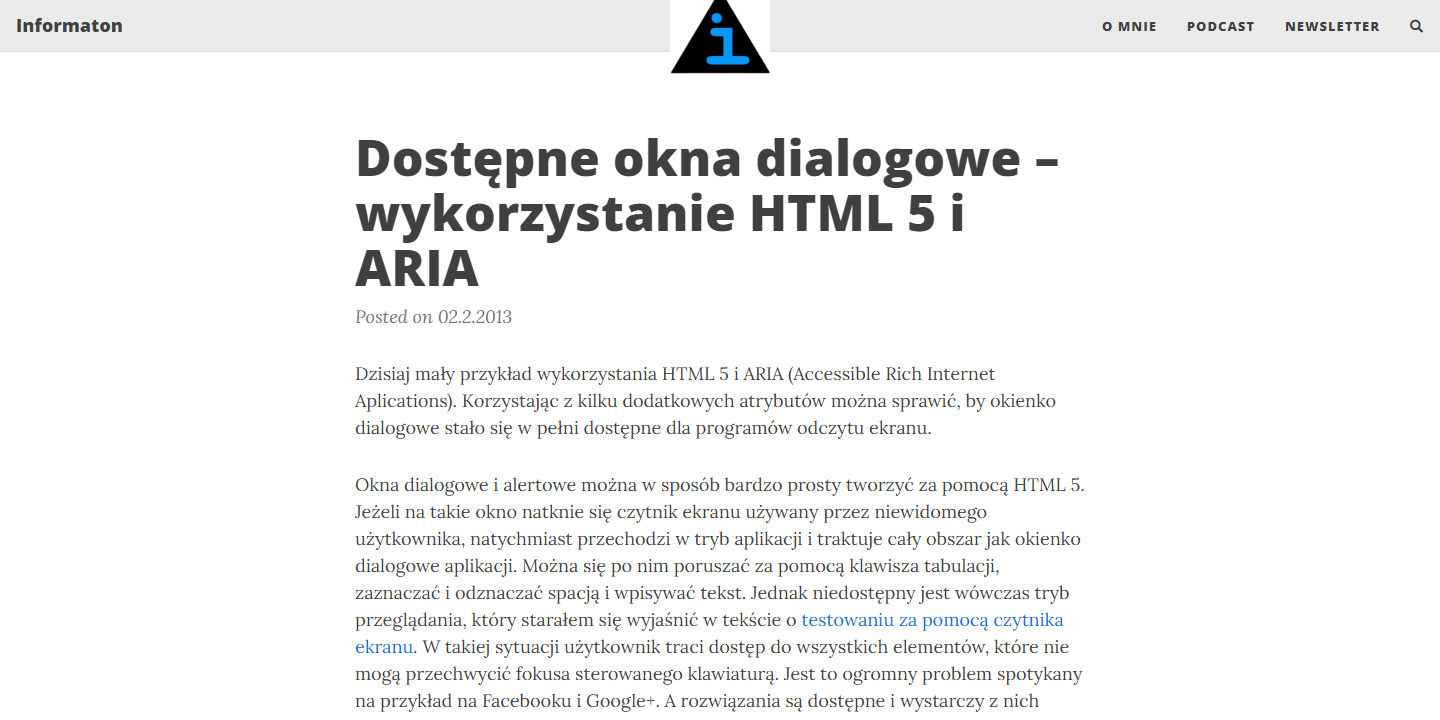 Informaton
i
O MNIE PODCAST NEWSLETTER
Dostępne okna dialogowe –
wykorzystanie HTML 5 i
ARIA
Posted on 02.2.2013
Dzisiaj mały przykład wykorzystania HTML 5 i ARIA (Accessible Rich Internet
Aplications). Korzystając z kilku dodatkowych atrybutów można sprawić, by okienko
dialogowe stało się w pełni dostępne dla programów odczytu ekranu.
Okna dialogowe i alertowe można w sposób bardzo prosty tworzyć za pomocą HTML 5.
Jeżeli na takie okno natknie się czytnik ekranu używany przez niewidomego
użytkownika, natychmiast przechodzi w tryb aplikacji i traktuje cały obszar jak okienko
dialogowe aplikacji. Można się po nim poruszać za pomocą klawisza tabulacji,
zaznaczać i odznaczać spacją i wpisywać tekst. Jednak niedostępny jest wówczas tryb
przeglądania, który starałem się wyjaśnić w tekście o testowaniu za pomocą czytnika
ekranu. W takiej sytuacji użytkownik traci dostęp do wszystkich elementów, które nie
mogą przechwycić fokusa sterowanego klawiaturą. Jest to ogromny problem spotykany
na przykład na Facebooku i Google+. A rozwiązania są dostępne i wystarczy z nich